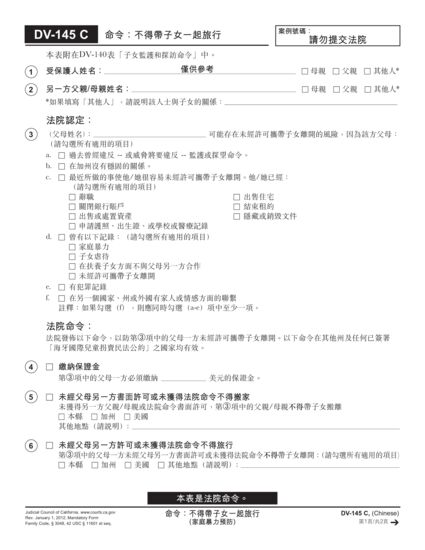 DV-145 C 命令：不得帶子女一起旅行
案例號碼：
請勿提交法院
本表附在DV-140表「子女監護和探訪命令」中。
1 受保護人姓名： 僅供參考 □ 母親 □ 父親 □ 其他人*
2 另一方父親/母親姓名： □ 母親 □ 父親 □ 其他人*
*如果填寫「其他人」，請說明該人士與子女的關係：
法院認定：
3 （父母姓名）： 可能存在未經許可攜帶子女離開的風險，因為該方父母：
（請勾選所有適用的項目）
a. □ 過去曾經違反 -- 或威脅將要違反 -- 監護或探望命令。
b. □ 在加州沒有穩固的關係。
c. □ 最近所做的事使他/她很容易未經許可攜帶子女離開。他/她已經：
（請勾選所有適用的項目）
□ 辭職 □ 出售住宅
□ 關閉銀行賬戶 □ 結束租約
□ 出售或處置資產 □ 隱藏或銷毀文件
□ 申請護照、出生證、或學校或醫療記錄
d. □ 曾有以下記錄：（請勾選所有適用的項目）
□ 家庭暴力
□ 子女虐待
□ 在扶養子女方面不與父母另一方合作
□ 未經許可攜帶子女離開
e. □ 有犯罪記錄
f. □ 在另一個國家、州或外國有家人或情感方面的聯繫
註釋：如果勾選 (f) ，則應同時勾選 (a-e) 項中至少一項。
法院命令：
法院發佈以下命令，以防第③項中的父母一方未經許可攜帶子女離開。以下命令在其他州及任何已簽署
「海牙國際兒童拐賣民法公約」之國家均有效。
4 □ 繳納保證金
第③項中的父母一方必須繳納 美元的保證金。
5 □ 未經父母另一方書面許可或未獲得法院命令不得搬家
未獲得另一方父親/母親或法院命令書面許可，第③項中的父親/母親不得帶子女搬離
□ 本縣 □ 加州 □ 美國
其他地點（請說明）：
6 □ 未經父母另一方許可或未獲得法院命令不得旅行
第③項中的父母一方未經父母另一方書面許可或未獲得法院命令不得帶子女離開：（請勾選所有適用的項目）
□ 本縣 □ 加州 □ 美國 □ 其他地點（請說明）：
本表是法院命令。
Judicial Council of California, www.courts.ca.gov
Rev. January 1, 2012, Mandatory Form
Family Code, § 3048, 42 USC § 11601 et seq.
命令：不得帶子女一起旅行
（家庭暴力預防）
DV-145 C, (Chinese)
第1頁/共2頁 →